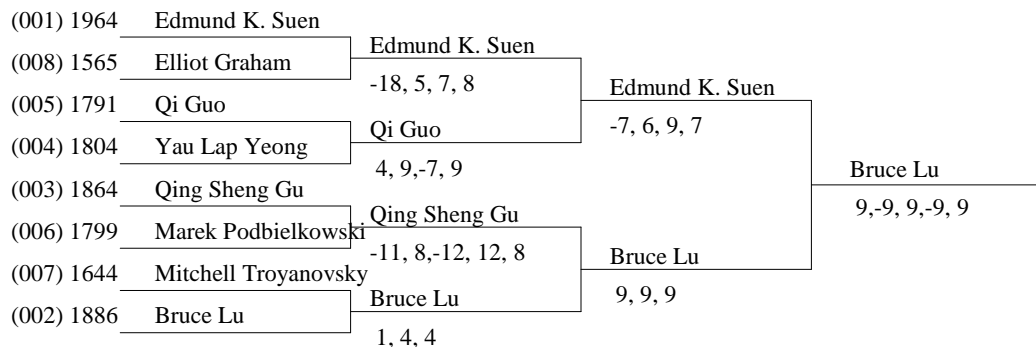 (001) 1964 Edmund K. Suen
(008) 1565 Elliot Graham
(005) 1791 Qi Guo
(004) 1804 Yau Lap Yeong
(003) 1864 Qing Sheng Gu
(006) 1799 Marek Podbielkowski
(007) 1644 Mitchell Troyanovsky
(002) 1886 Bruce Lu
Edmund K. Suen
-18, 5, 7, 8
Qi Guo
4, 9,-7, 9
Qing Sheng Gu
-11, 8,-12, 12, 8
Bruce Lu
1, 4, 4
Edmund K. Suen
-7, 6, 9, 7
Bruce Lu
9, 9, 9
Bruce Lu
9,-9, 9,-9, 9